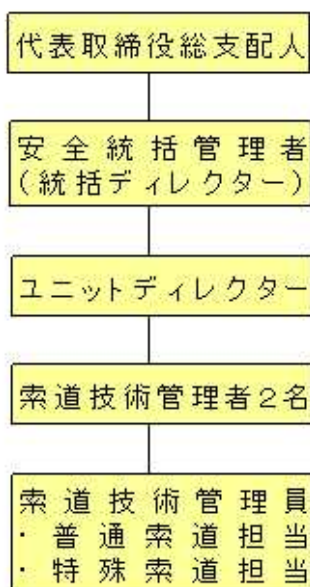 代表取締役総支配人
安全統括管理者
(統括ディレクター)
ユニットディレクター
索道技術管理者2名
索道技術管理員
・普通索道担当
・特殊索道担当